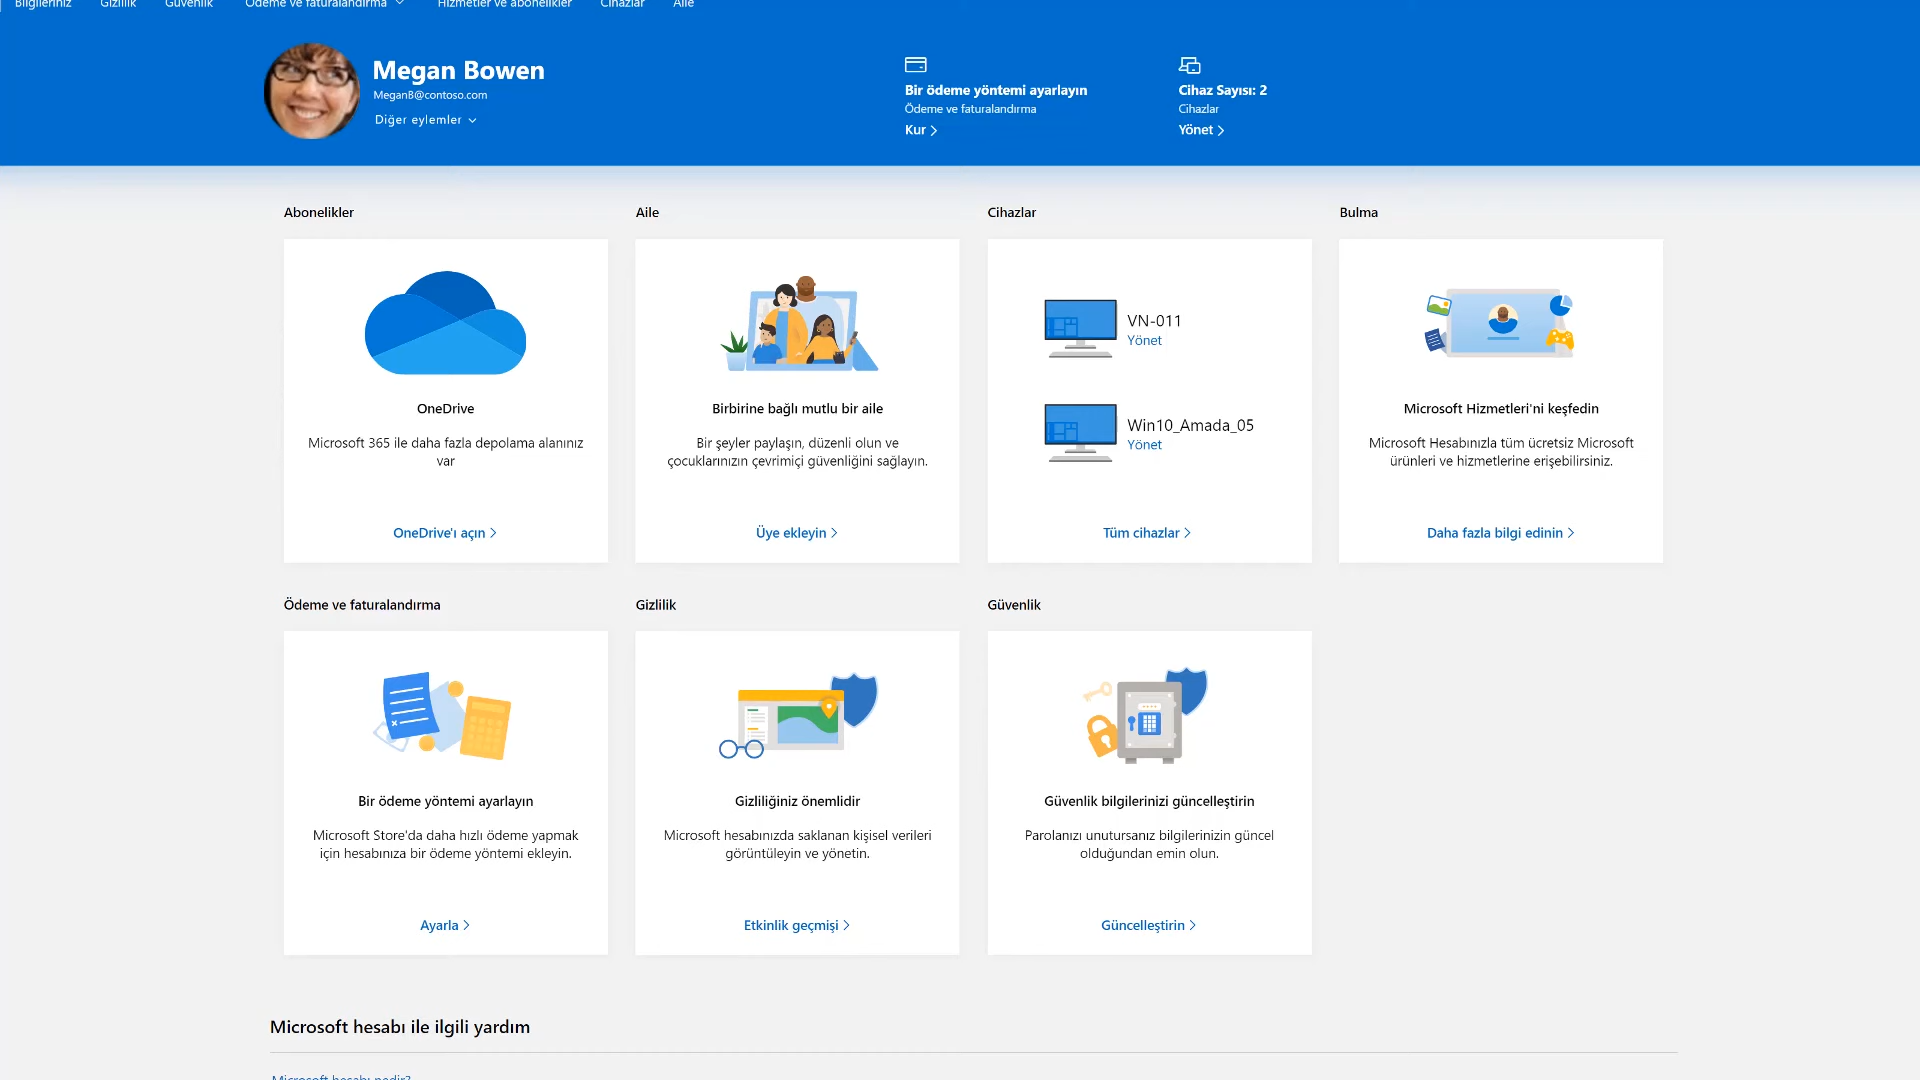 Bilgileriniz
Gizlilik
Güvenlik
Ödeme ve faturalandırma
Hizmetler ve abonelikler
Cihazlar
Aile
Megan Bowen
MeganB@contoso.com
Diğer eylemler
Bir ödeme yöntemi ayarlayın
Ödeme ve faturalandırma
Kur
Cihaz Sayısı: 2
Cihazlar
Yönet
Abonelikler
OneDrive
Microsoft 365 ile daha fazla depolama alanınız
var
OneDrive'ı açın
Aile
Birbirine bağlı mutlu bir aile
Bir şeyler paylaşın, düzenli olun ve
çocuklarınızın çevrimiçi güvenliğini sağlayın.
Üye ekleyin
Cihazlar
VN-011
Yönet
Win10_Amada_05
Yönet
Tüm cihazlar
Bulma
Microsoft Hizmetleri'ni keşfedin
Microsoft Hesabınızla tüm ücretsiz Microsoft
ürünleri ve hizmetlerine erişebilirsiniz.
Daha fazla bilgi edinin
Ödeme ve faturalandırma
Bir ödeme yöntemi ayarlayın
Microsoft Store'da daha hızlı ödeme yapmak
için hesabınıza bir ödeme yöntemi ekleyin.
Ayarla
Gizlilik
Gizliliğiniz önemlidir
Microsoft hesabınızda saklanan kişisel verileri
görüntüleyin ve yönetin.
Etkinlik geçmişi
Güvenlik
Güvenlik bilgilerinizi güncelleştirin
Parolanızı unutursanız bilgilerinizin güncel
olduğundan emin olun.
Güncelleştirin
Microsoft hesabı ile ilgili yardım
Microsoft hesabı nedir?